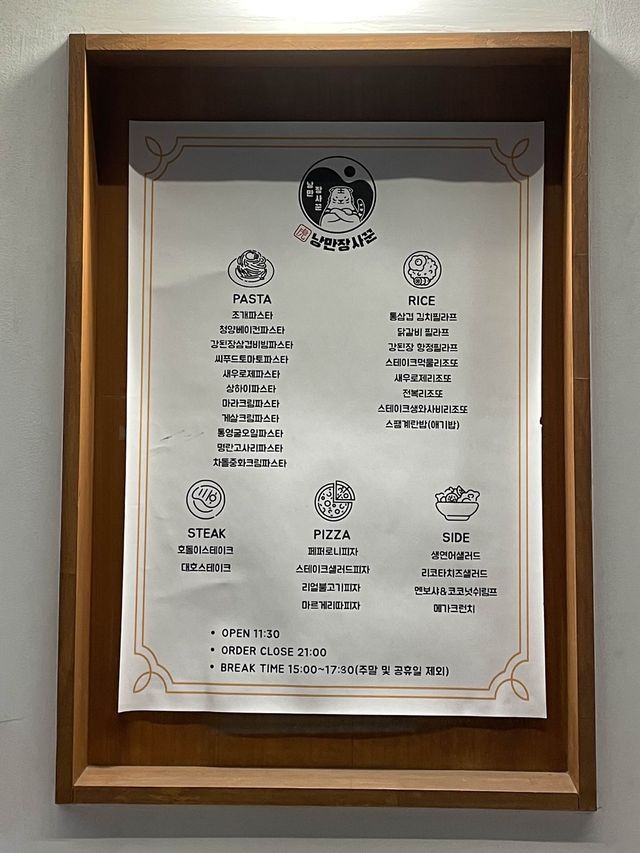 낭만
장사꾼
낭만장사꾼
PASTA
조개파스타
청양베이컨파스타
강된장삼겹비빔파스타
씨푸드토마토파스타
새우로제파스타
상하이파스타
마라크림파스타
게살크림파스타
통영굴오일파스타
명란고사리파스타
차돌중화크림파스타
RICE
통삼겹 김치필라프
닭갈비 필라프
강된장 항정필라프
스테이크먹물리조또
새우로제리조또
전복리조또
스테이크생와사비리조또
스팸계란밥(애기밥)
STEAK
호돌이스테이크
대호스테이크
PIZZA
페퍼로니피자
스테이크샐러드피자
리얼불고기피자
마르게리따피자
SIDE
생연어샐러드
리코타치즈샐러드
멘보샤&코코넛쉬림프
메가크런치
• OPEN 11:30
• ORDER CLOSE 21:00
• BREAK TIME 15:00~17:30(주말 및 공휴일 제외)